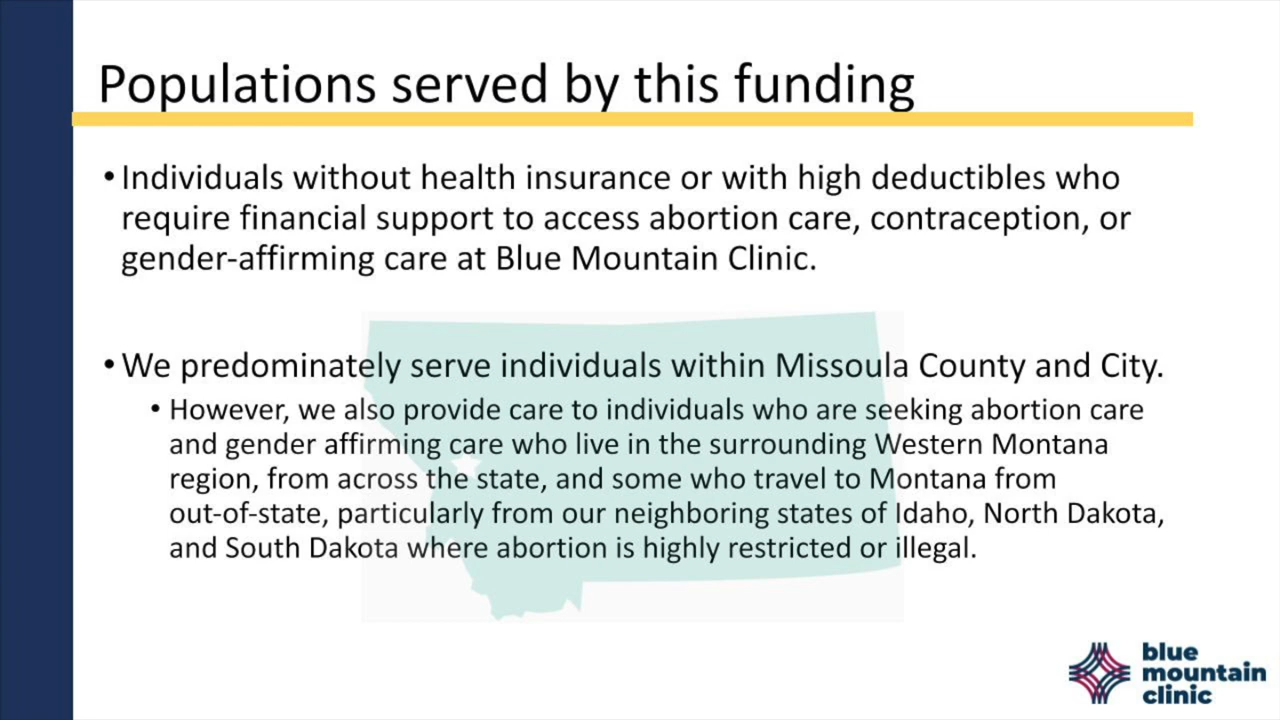 Populations served by this funding
• Individuals without health insurance or with high deductibles who
require financial support to access abortion care, contraception, or
gender-affirming care at Blue Mountain Clinic.
• We predominately serve individuals within Missoula County and City.
• However, we also provide care to individuals who are seeking abortion care
and gender affirming care who live in the surrounding Western Montana
region, from across the state, and some who travel to Montana from
out-of-state, particularly from our neighboring states of Idaho, North Dakota,
and South Dakota where abortion is highly restricted or illegal.
blue
mountain
clinic